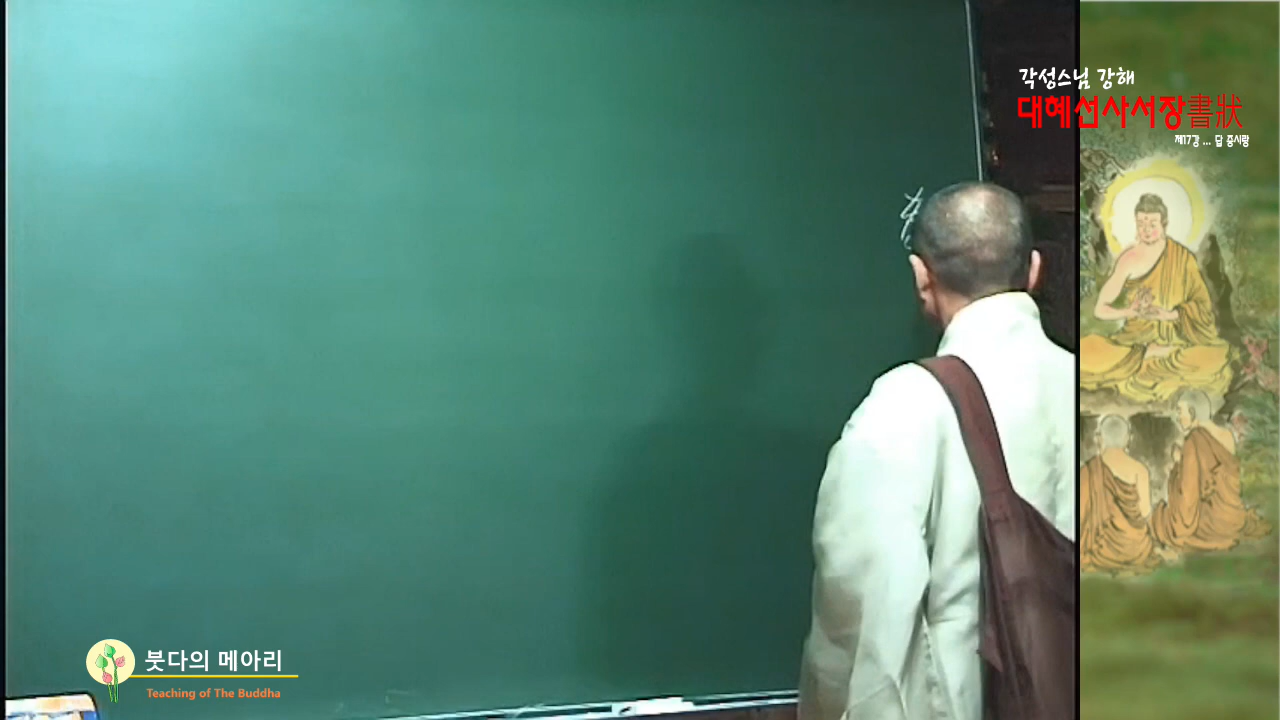 각성스님 강해
대혜선사서장書狀
제17강 ... 답 증시랑
붓다의 메아리
Teaching of The Buddha